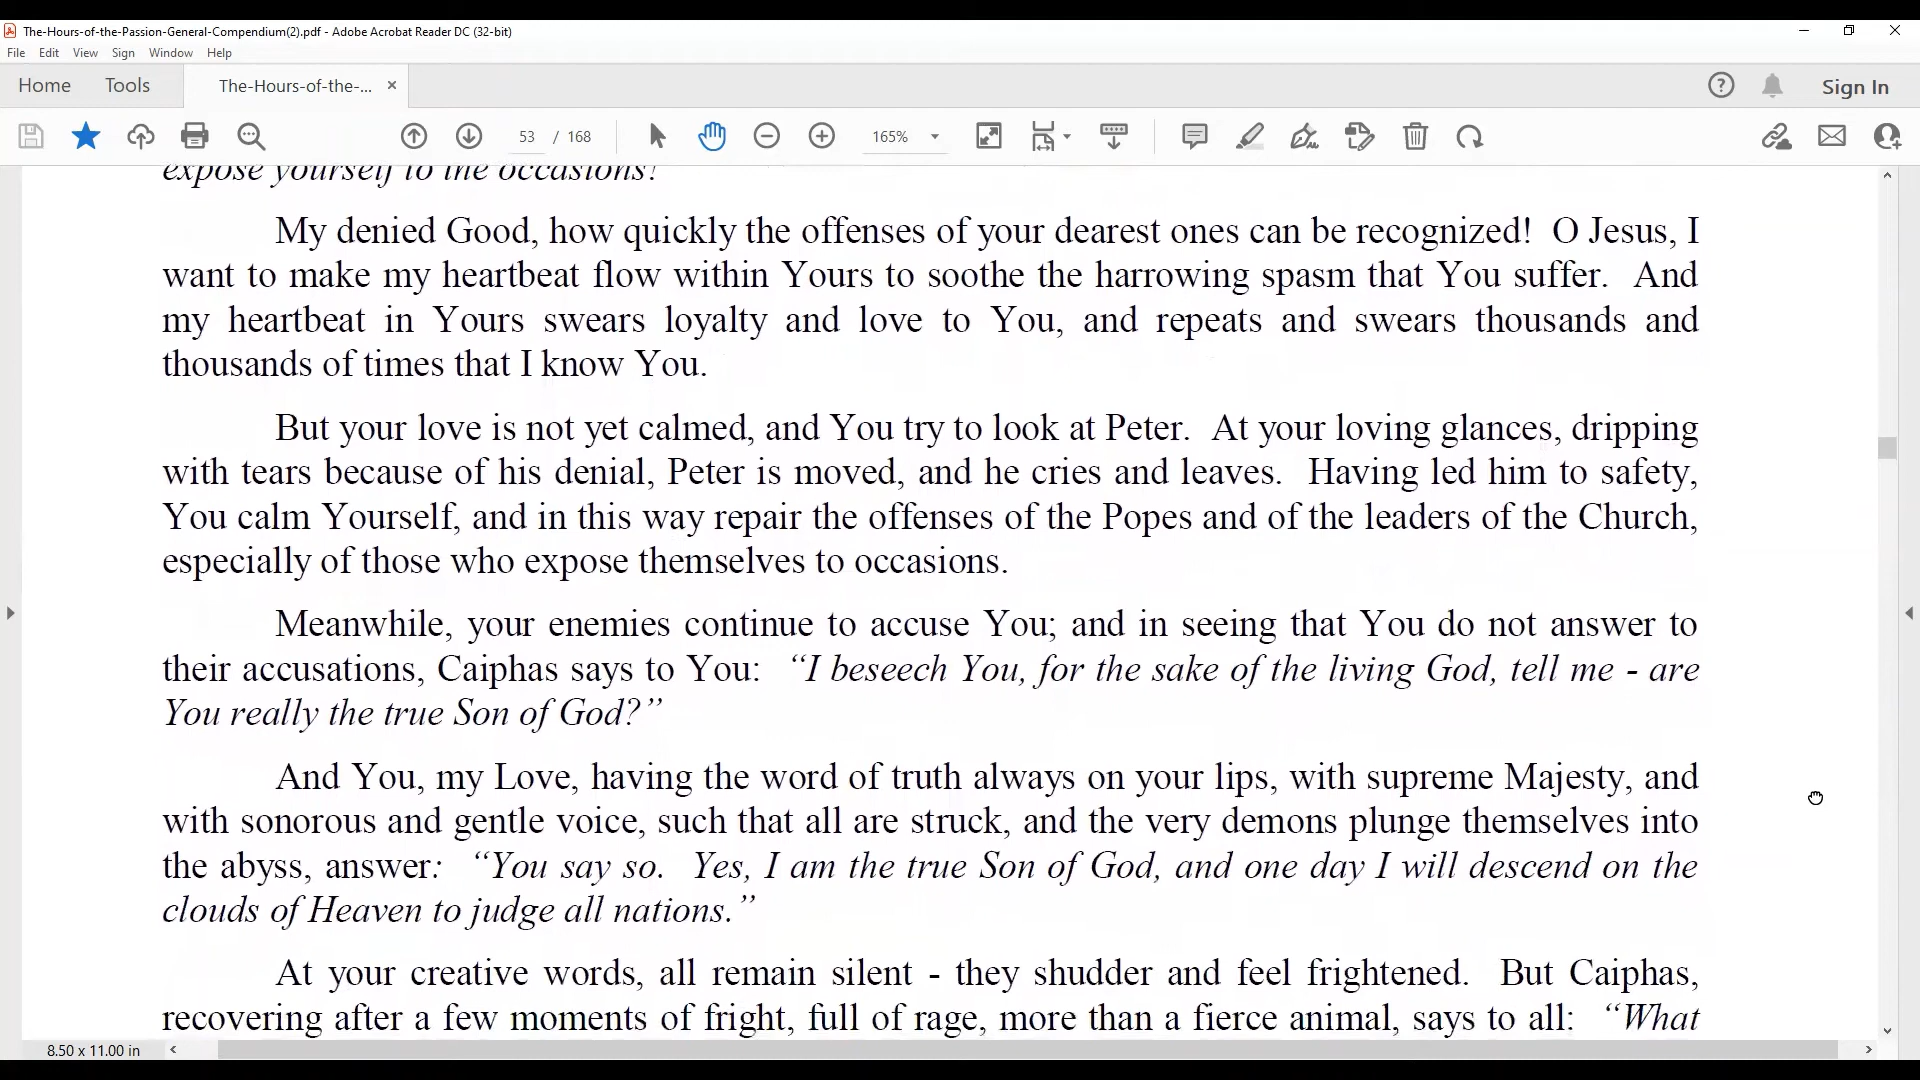 The-Hours-of-the-Passion-General-Compendium(2).pdf - Adobe Acrobat Reader DC (32-bit)
File Edit View Sign Window Help
Home Tools The-Hours-of-the-... × Sign In
53 / 168 165%
expose yourself to the occasions!
My denied Good, how quickly the offenses of your dearest ones can be recognized! O Jesus, I
want to make my heartbeat flow within Yours to soothe the harrowing spasm that You suffer. And
my heartbeat in Yours swears loyalty and love to You, and repeats and swears thousands and
thousands of times that I know You.
But your love is not yet calmed, and You try to look at Peter. At your loving glances, dripping
with tears because of his denial, Peter is moved, and he cries and leaves. Having led him to safety,
You calm Yourself, and in this way repair the offenses of the Popes and of the leaders of the Church,
especially of those who expose themselves to occasions.
Meanwhile, your enemies continue to accuse You; and in seeing that You do not answer to
their accusations, Caiphas says to You: “I beseech You, for the sake of the living God, tell me - are
You really the true Son of God?”
And You, my Love, having the word of truth always on your lips, with supreme Majesty, and
with sonorous and gentle voice, such that all are struck, and the very demons plunge themselves into
the abyss, answer: “You say so. Yes, I am the true Son of God, and one day I will descend on the
clouds of Heaven to judge all nations.”
At your creative words, all remain silent - they shudder and feel frightened. But Caiphas,
recovering after a few moments of fright, full of rage, more than a fierce animal, says to all: “What
8.50 x 11.00 in